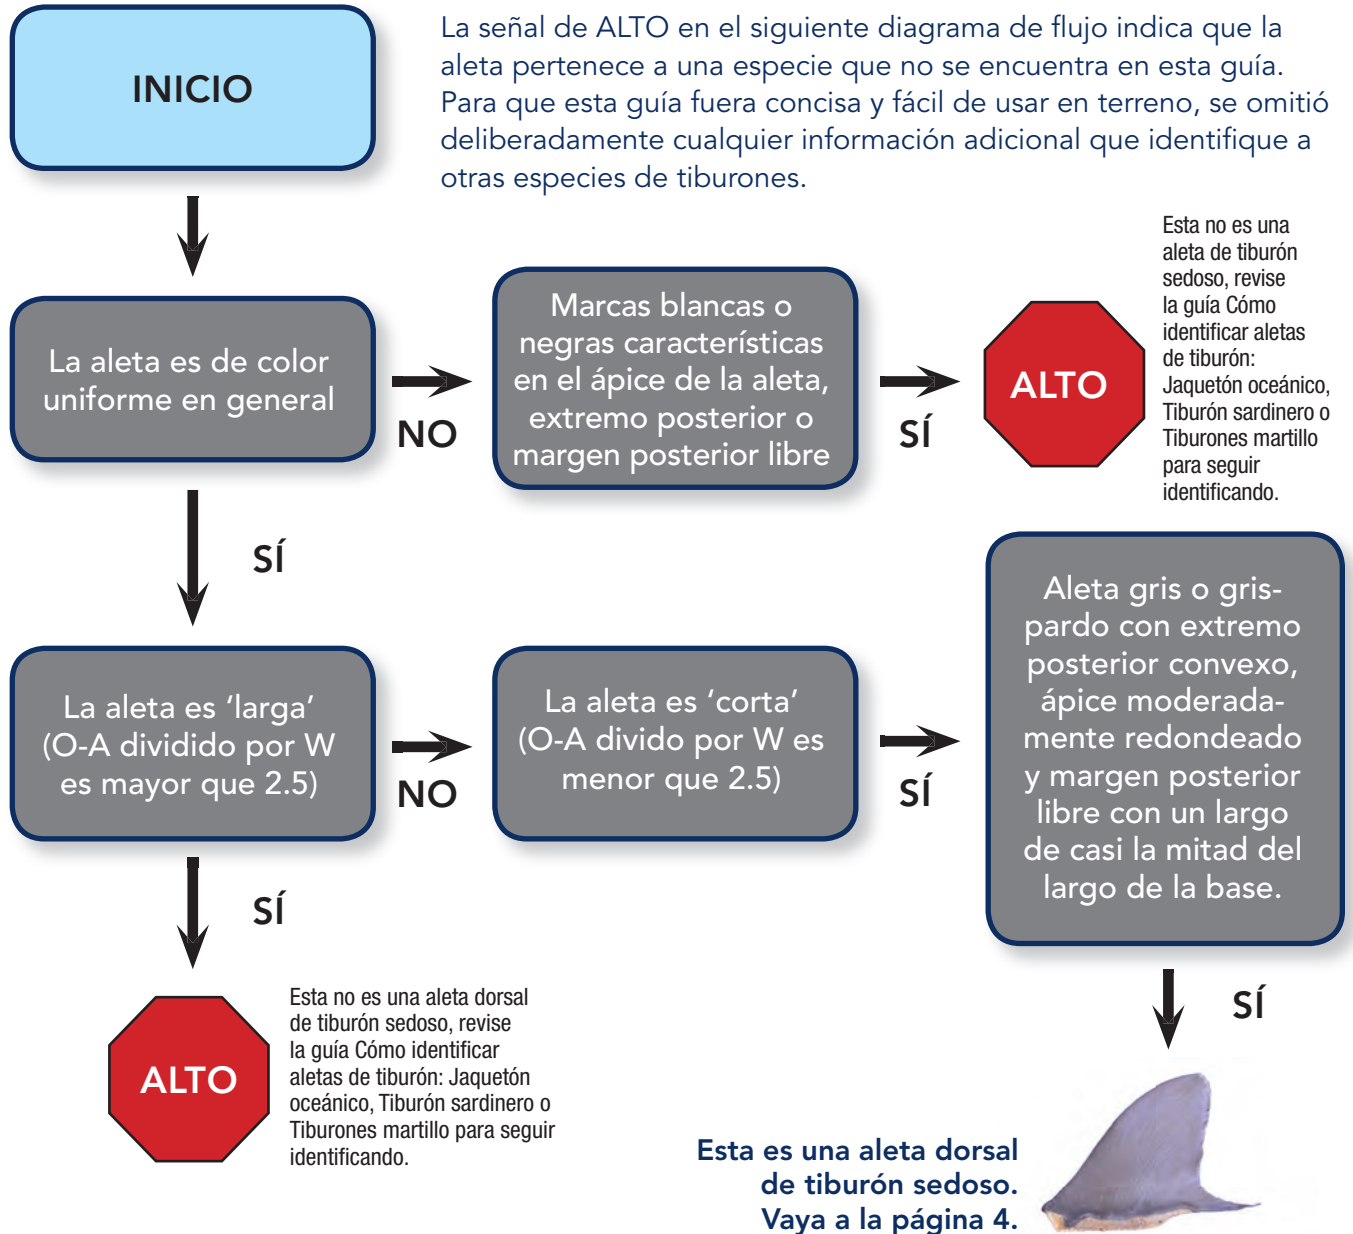 INICIO
La señal de ALTO en el siguiente diagrama de flujo indica que la
aleta pertenece a una especie que no se encuentra en esta guía.
Para que esta guía fuera concisa y fácil de usar en terreno, se omitió
deliberadamente cualquier información adicional que identifique a
otras especies de tiburones.
La aleta es de color
uniforme en general
NO
Marcas blancas o
negras características
en el ápice de la aleta,
extremo posterior o
margen posterior libre
SÍ
ALTO
Esta no es una
aleta de tiburón
sedoso, revise
la guía Cómo
identificar aletas
de tiburón:
Jaquetón oceánico,
Tiburón sardinero o
Tiburones martillo
para seguir
identificando.
SÍ
La aleta es ‘larga’
(O-A dividido por W
es mayor que 2.5)
NO
La aleta es ‘corta’
(O-A divido por W es
menor que 2.5)
SÍ
Aleta gris o gris-
pardo con extremo
posterior convexo,
ápice moderada-
mente redondeado
y margen posterior
libre con un largo
de casi la mitad del
largo de la base.
SÍ
ALTO
Esta no es una aleta dorsal
de tiburón sedoso, revise
la guía Cómo identificar
aletas de tiburón: Jaquetón
oceánico, Tiburón sardinero o
Tiburones martillo para seguir
identificando.
SÍ
Esta es una aleta dorsal
de tiburón sedoso.
Vaya a la página 4.